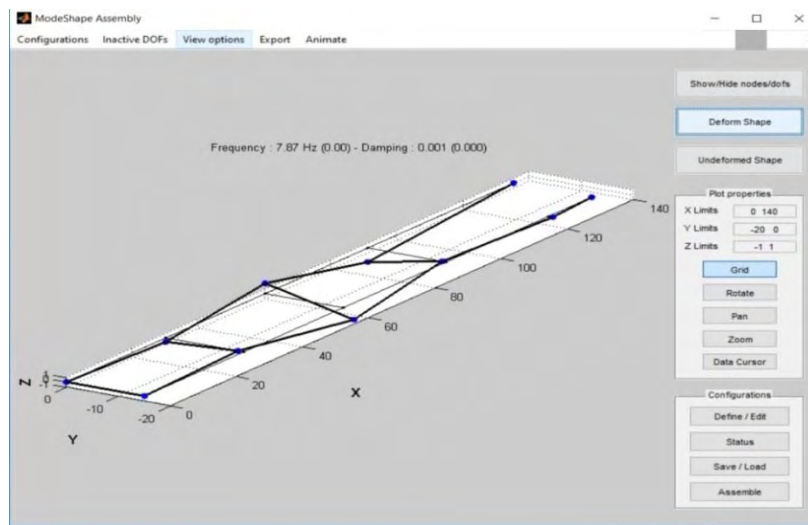 ModeShape Assembly
Configurations Inactive DOFs View options Export Animate
Show/Hide nodes/dofs
Deform Shape
Undeformed Shape
Frequency : 7.87 Hz (0.00) - Damping : 0.001 (0.000)
Plot properties
X Limits 0 140
Y Limits -20 0
Z Limits -1 1
Grid
Rotate
Pan
Zoom
Data Cursor
Configurations
Define / Edit
Status
Save / Load
Assemble
140
120
100
80
60
40
20
0
X
Z
1
0
-1
0
-10
-20
Y